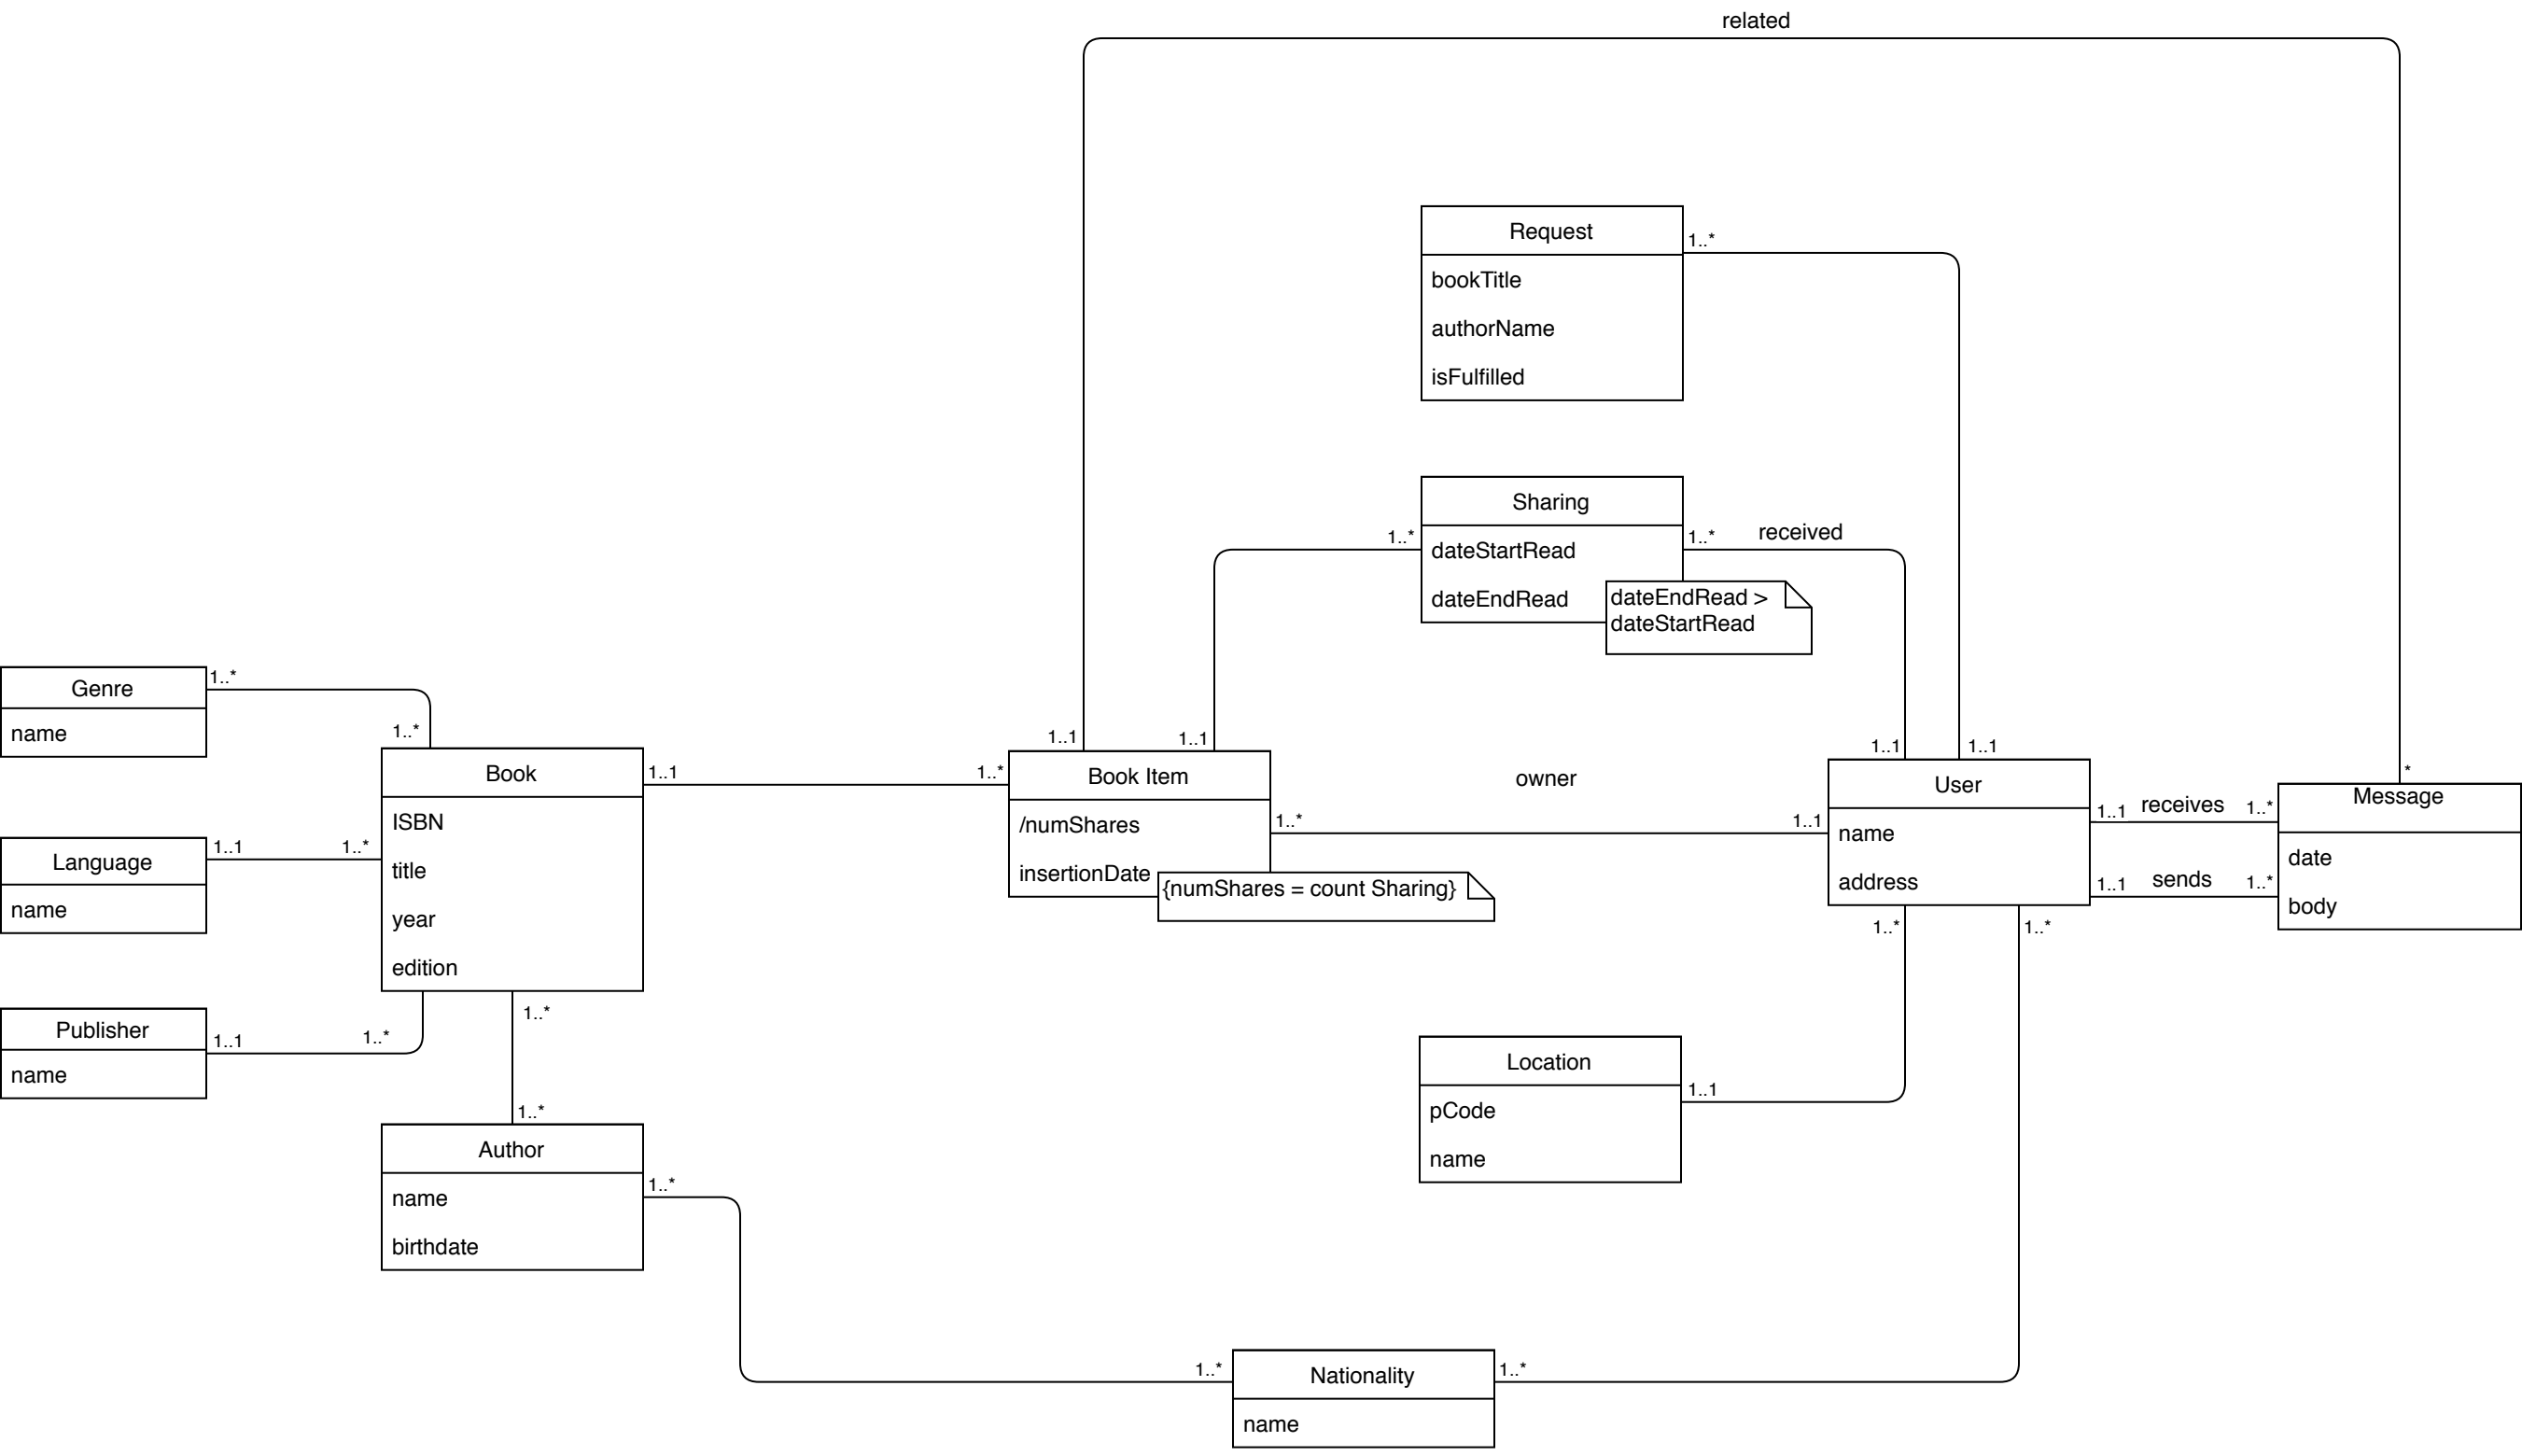 related
Request
bookTitle
authorName
isFulfilled
1..*
1..1
Sharing
dateStartRead
dateEndRead
dateEndRead >
dateStartRead
1..*
1..*
received
1..1
1..1
Genre
name
1..*
1..*
Language
name
1..1
1..*
Publisher
name
1..1
1..*
Book
ISBN
title
year
edition
1..1
1..*
1..*
1..*
Author
name
birthdate
1..*
Book Item
/numShares
insertionDate
{numShares = count Sharing}
1..1
1..*
owner
1..1
User
name
address
1..1
receives
1..*
1..1
sends
1..*
*
Message
date
body
1..*
1..*
Location
pCode
name
1..1
1..*
Nationality
name
1..*